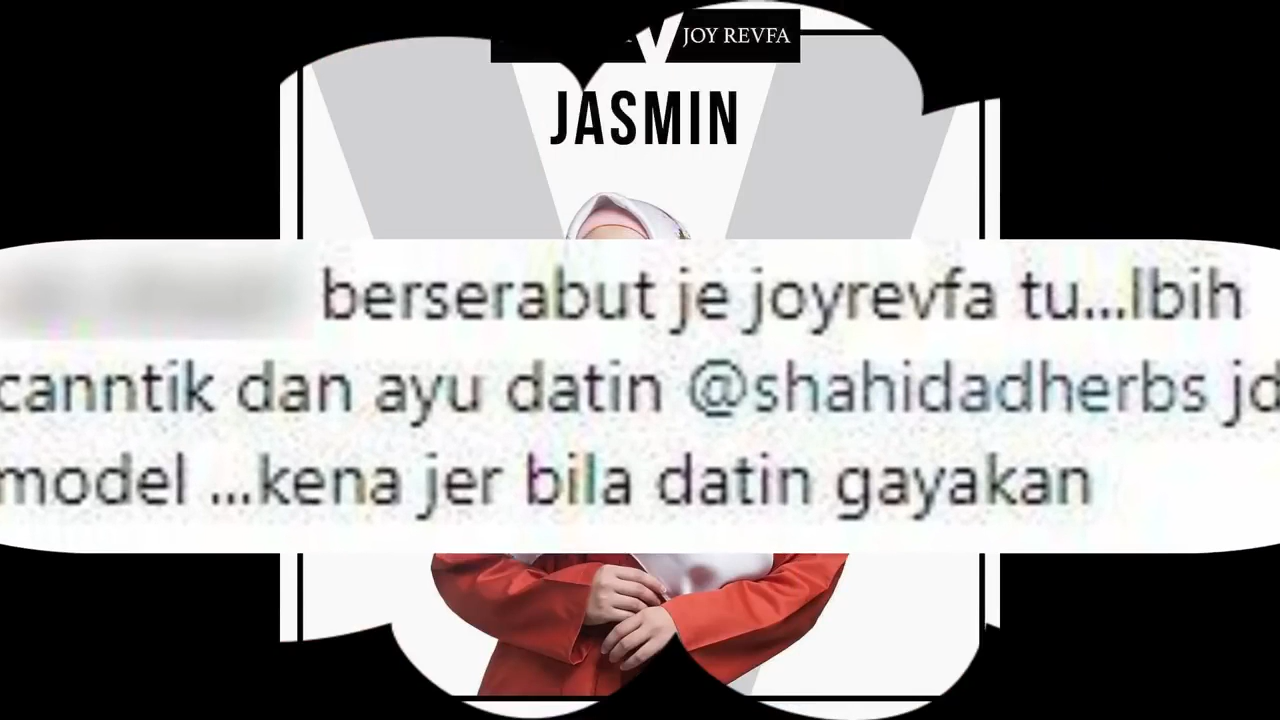 JOY REVFA
JASMIN
berserabut je joyrevfa tu...lbih
canntik dan ayu datin @shahidadherbs jd
model ...kena jer bila datin gayakan